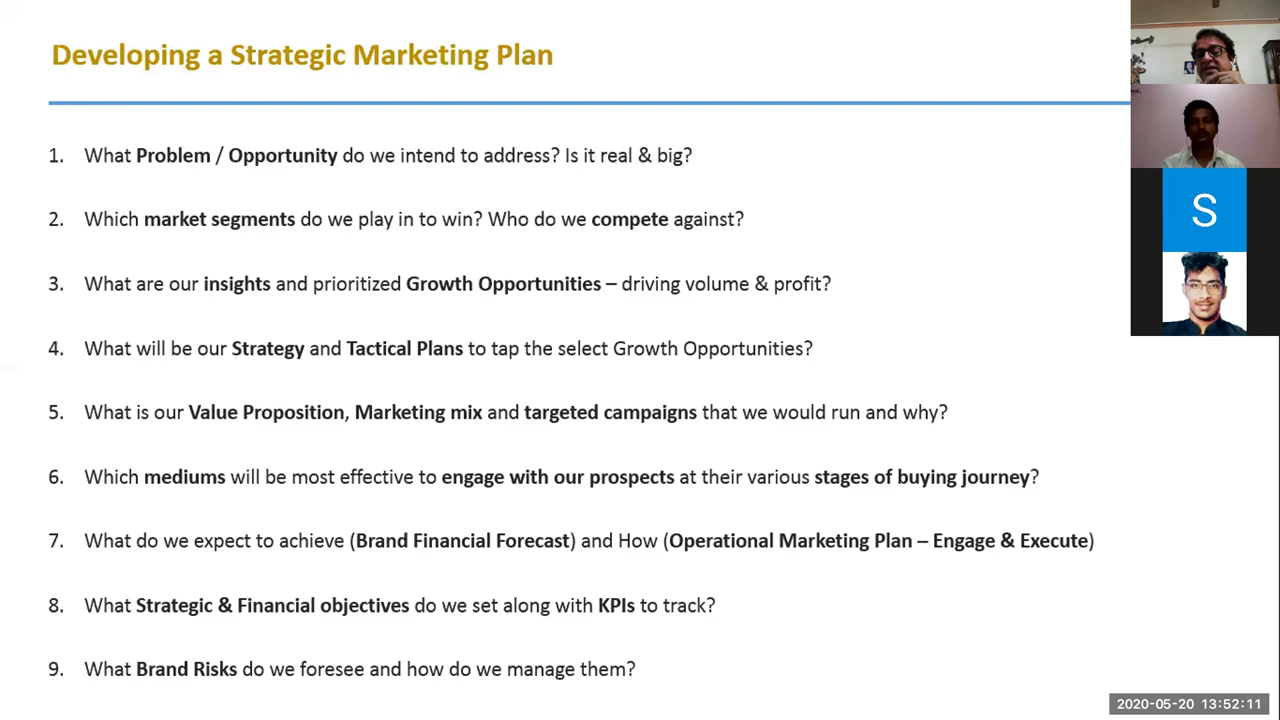 Developing a Strategic Marketing Plan
1. What Problem / Opportunity do we intend to address? Is it real & big?
2. Which market segments do we play in to win? Who do we compete against?
3. What are our insights and prioritized Growth Opportunities – driving volume & profit?
4. What will be our Strategy and Tactical Plans to tap the select Growth Opportunities?
5. What is our Value Proposition, Marketing mix and targeted campaigns that we would run and why?
6. Which mediums will be most effective to engage with our prospects at their various stages of buying journey?
7. What do we expect to achieve (Brand Financial Forecast) and How (Operational Marketing Plan – Engage & Execute)
8. What Strategic & Financial objectives do we set along with KPIs to track?
9. What Brand Risks do we foresee and how do we manage them?
S
2020-05-20 13:52:11